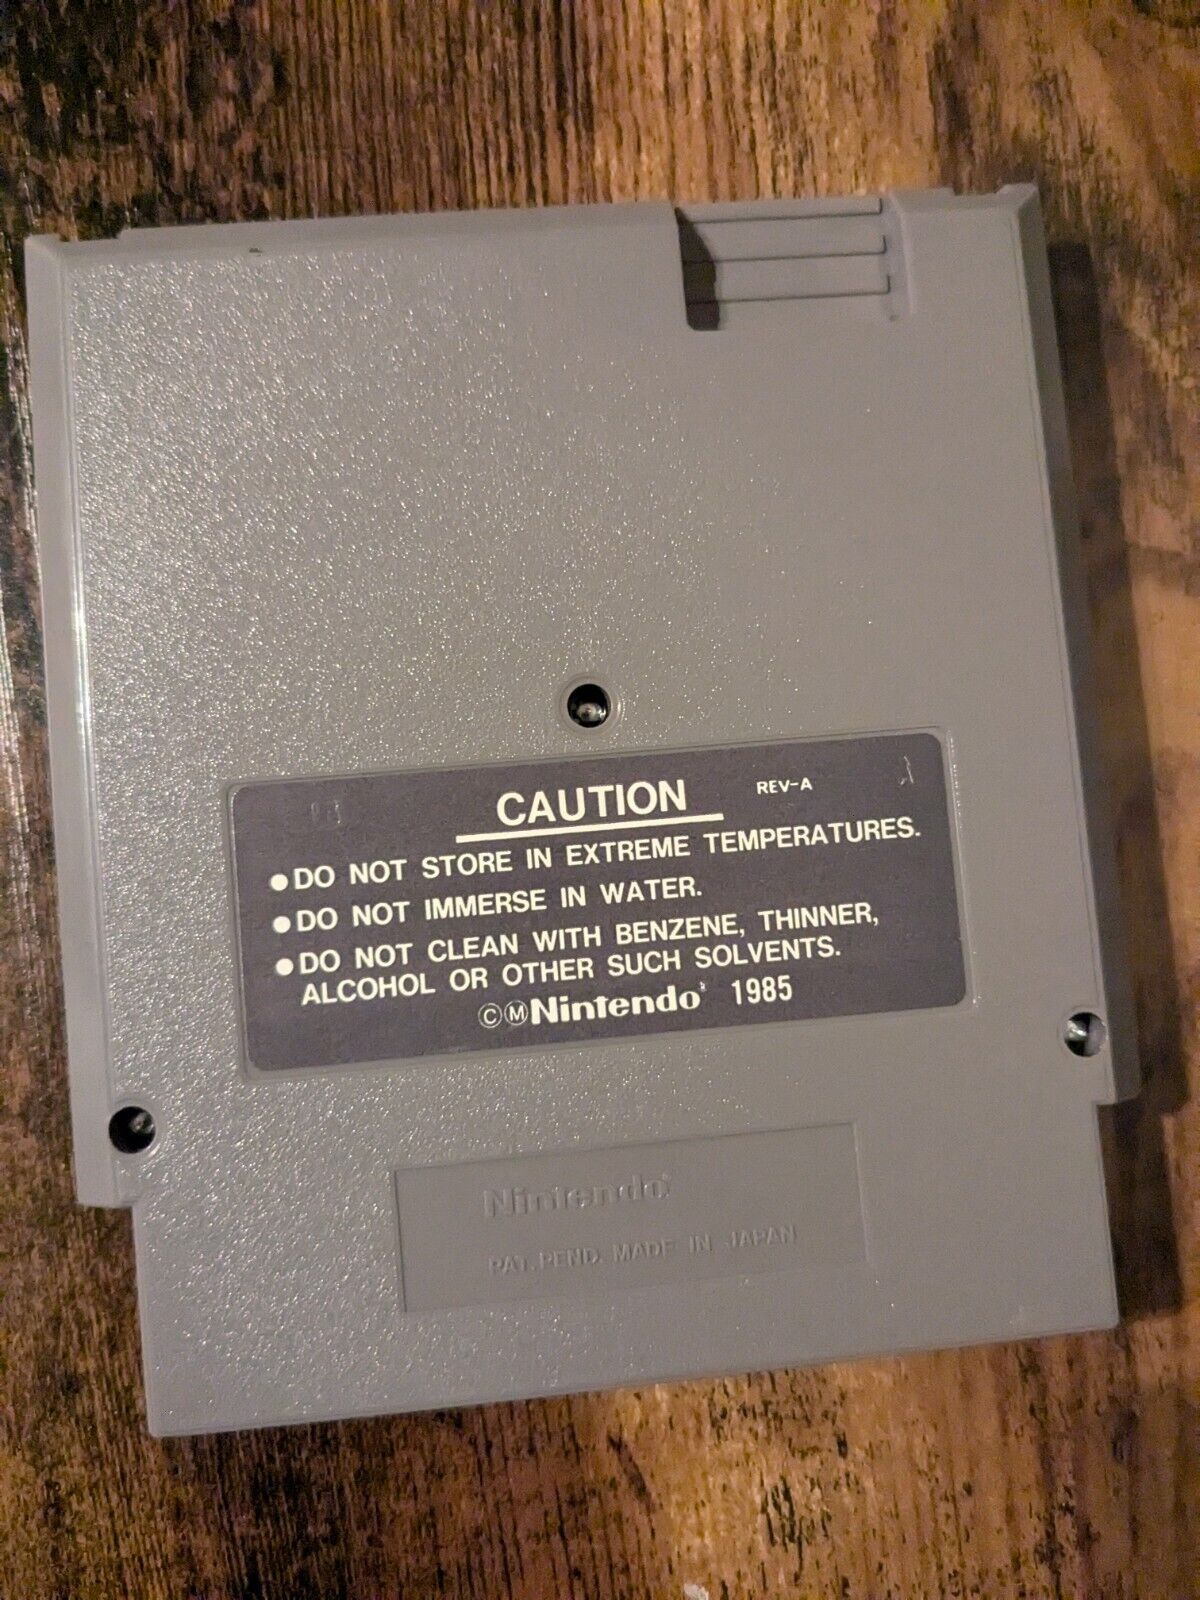 CAUTION REV-A
●DO NOT STORE IN EXTREME TEMPERATURES.
●DO NOT IMMERSE IN WATER.
●DO NOT CLEAN WITH BENZENE, THINNER,
ALCOHOL OR OTHER SUCH SOLVENTS.
ⒸⓂNintendo 1985
Nintendo
PAT. PEND. MADE IN JAPAN